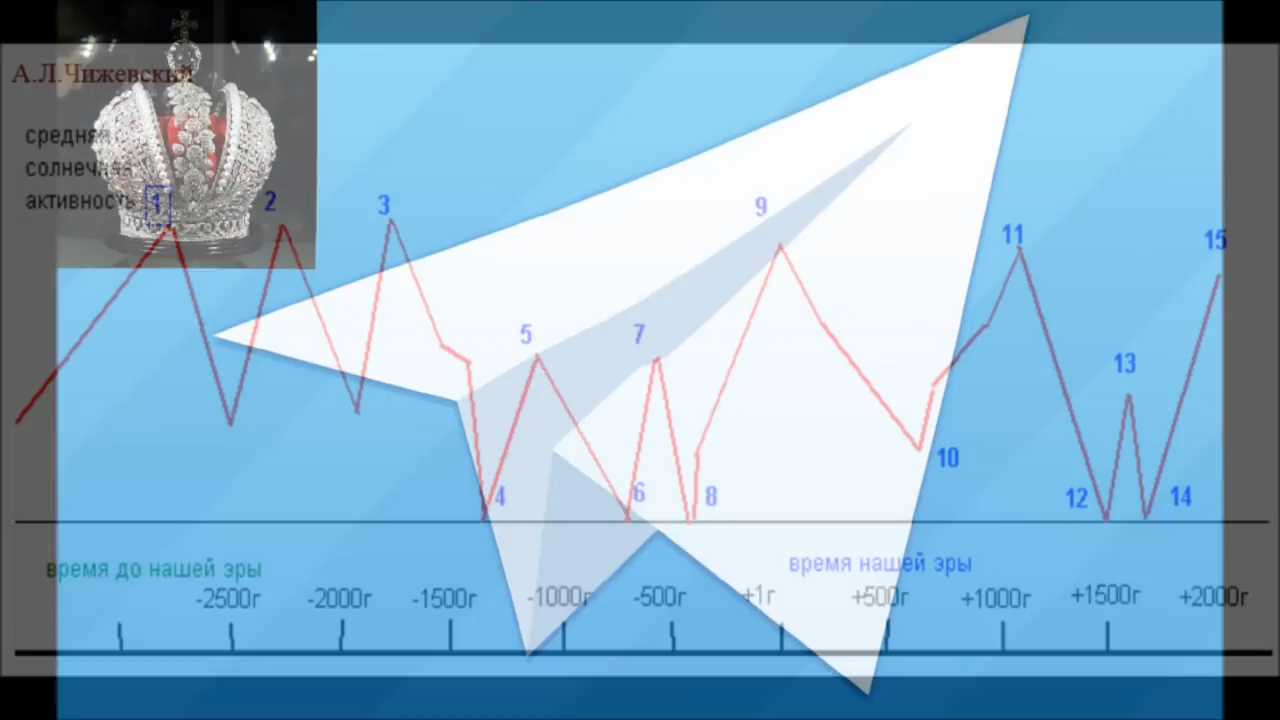 А.Л.Чижевский
средняя
солнечная
активность
1
2
3
9
11
15
5
7
13
10
4
6
8
12
14
время до нашей эры
время нашей эры
-2500г
-2000г
-1500г
-1000г
-500г
+1г
+500г
+1000г
+1500г
+2000г